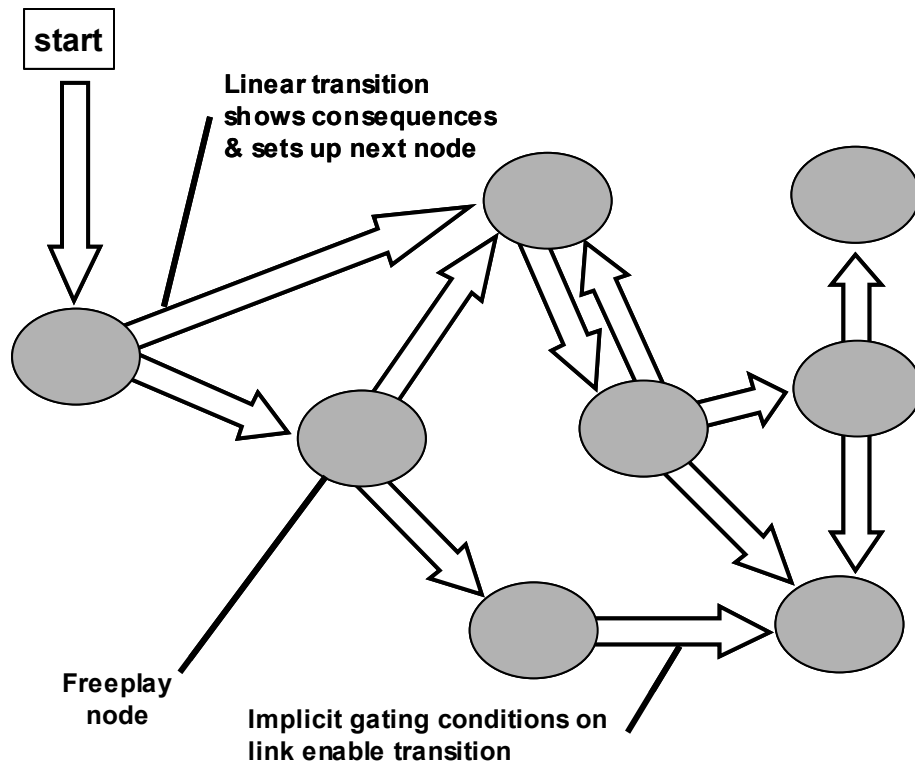 start
Linear transition
shows consequences
& sets up next node
Freeplay
node
Implicit gating conditions on
link enable transition